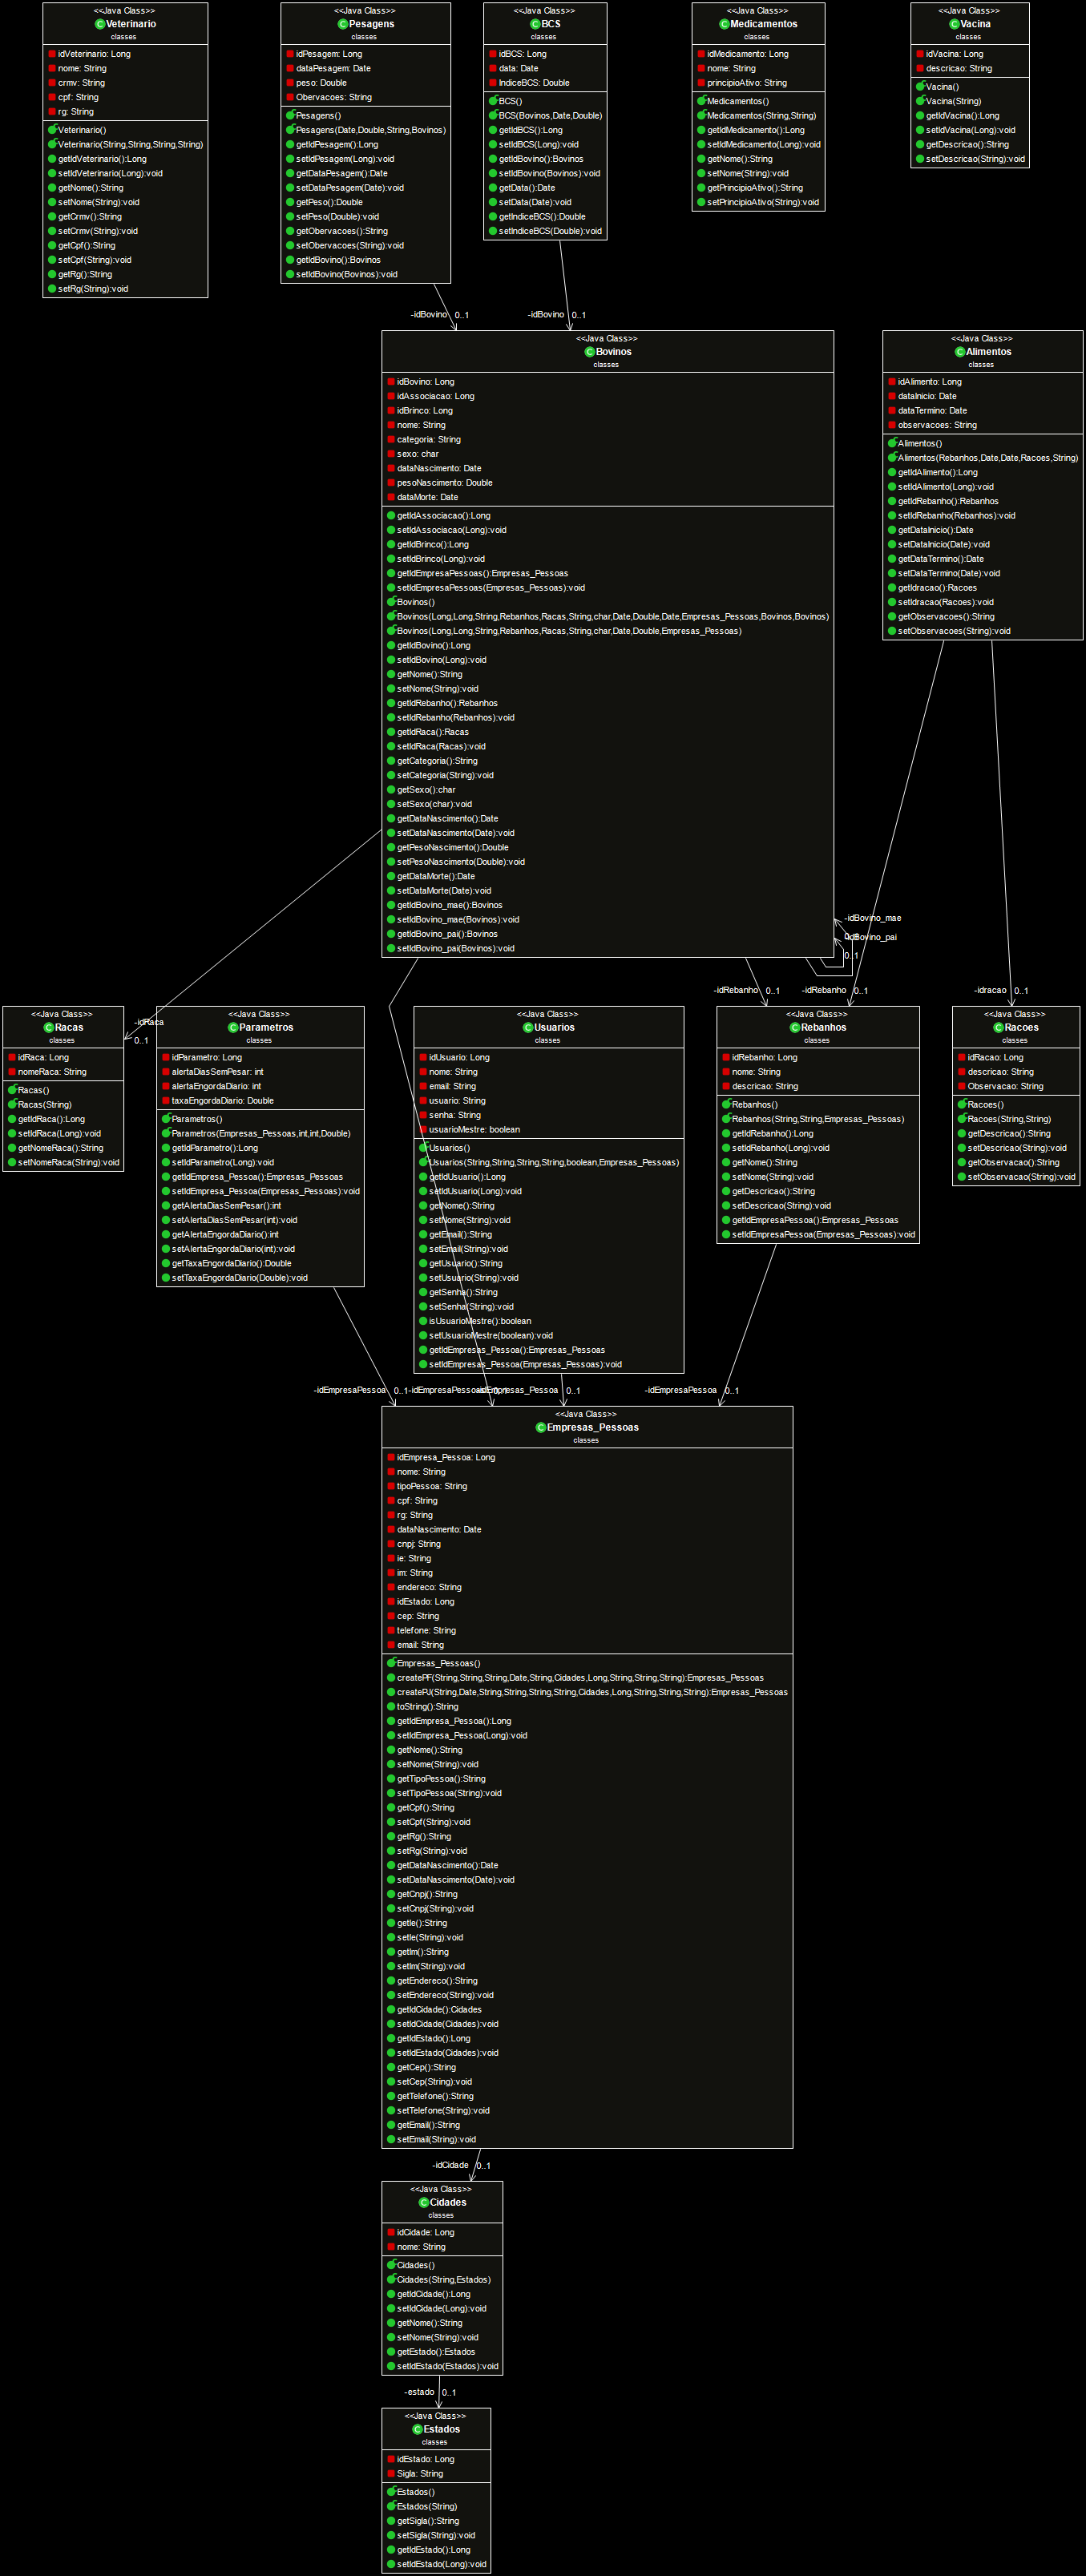 <<Java Class>>
Veterinario
classes
idVeterinario: Long
nome: String
crmv: String
cpf: String
rg: String
Veterinario()
Veterinario(String,String,String,String)
getIdVeterinario():Long
setIdVeterinario(Long):void
getNome():String
setNome(String):void
getCrmv():String
setCrmv(String):void
getCpf():String
setCpf(String):void
getRg():String
setRg(String):void
<<Java Class>>
Pesagens
classes
idPesagem: Long
dataPesagem: Date
peso: Double
Obervacoes: String
Pesagens()
Pesagens(Date,Double,String,Bovinos)
getIdPesagem():Long
setIdPesagem(Long):void
getDataPesagem():Date
setDataPesagem(Date):void
getPeso():Double
setPeso(Double):void
getObervacoes():String
setObervacoes(String):void
getIdBovino():Bovinos
setIdBovino(Bovinos):void
<<Java Class>>
BCS
classes
idBCS: Long
data: Date
IndiceBCS: Double
BCS()
BCS(Bovinos,Date,Double)
getIdBCS():Long
setIdBCS(Long):void
getIdBovino():Bovinos
setIdBovino(Bovinos):void
getData():Date
setData(Date):void
getIndiceBCS():Double
setIndiceBCS(Double):void
<<Java Class>>
Medicamentos
classes
idMedicamento: Long
nome: String
principioAtivo: String
Medicamentos()
Medicamentos(String,String)
getIdMedicamento():Long
setIdMedicamento(Long):void
getNome():String
setNome(String):void
getPrincipioAtivo():String
setPrincipioAtivo(String):void
<<Java Class>>
Vacina
classes
idVacina: Long
descricao: String
Vacina()
Vacina(String)
getIdVacina():Long
setIdVacina(Long):void
getDescricao():String
setDescricao(String):void
-idBovino 0..1
-idBovino 0..1
<<Java Class>>
Bovinos
classes
idBovino: Long
idAssociacao: Long
idBrinco: Long
nome: String
categoria: String
sexo: char
dataNascimento: Date
pesoNascimento: Double
dataMorte: Date
getIdAssociacao():Long
setIdAssociacao(Long):void
getIdBrinco():Long
setIdBrinco(Long):void
getIdEmpresaPessoas():Empresas_Pessoas
setIdEmpresaPessoas(Empresas_Pessoas):void
Bovinos()
Bovinos(Long,Long,String,Rebanhos,Racas,String,char,Date,Double,Date,Empresas_Pessoas,Bovinos,Bovinos)
Bovinos(Long,Long,String,Rebanhos,Racas,String,char,Date,Double,Empresas_Pessoas)
getIdBovino():Long
setIdBovino(Long):void
getNome():String
setNome(String):void
getIdRebanho():Rebanhos
setIdRebanho(Rebanhos):void
getIdRaca():Racas
setIdRaca(Racas):void
getCategoria():String
setCategoria(String):void
getSexo():char
setSexo(char):void
getDataNascimento():Date
setDataNascimento(Date):void
getPesoNascimento():Double
setPesoNascimento(Double):void
getDataMorte():Date
setDataMorte(Date):void
getIdBovino_mae():Bovinos
setIdBovino_mae(Bovinos):void
getIdBovino_pai():Bovinos
setIdBovino_pai(Bovinos):void
<<Java Class>>
Alimentos
classes
idAlimento: Long
dataInicio: Date
dataTermino: Date
observacoes: String
Alimentos()
Alimentos(Rebanhos,Date,Date,Racoes,String)
getIdAlimento():Long
setIdAlimento(Long):void
getIdRebanho():Rebanhos
setIdRebanho(Rebanhos):void
getDataInicio():Date
setDataInicio(Date):void
getDataTermino():Date
setDataTermino(Date):void
getIdracao():Racoes
setIdracao(Racoes):void
getObservacoes():String
setObservacoes(String):void
-idBovino_mae
0..1
-idBovino_pai
0..1
-idRaca
0..1
-idRebanho 0..1
-idRebanho 0..1
-idracao 0..1
<<Java Class>>
Racas
classes
idRaca: Long
nomeRaca: String
Racas()
Racas(String)
getIdRaca():Long
setIdRaca(Long):void
getNomeRaca():String
setNomeRaca(String):void
<<Java Class>>
Parametros
classes
idParametro: Long
alertaDiasSemPesar: int
alertaEngordaDiario: int
taxaEngordaDiario: Double
Parametros()
Parametros(Empresas_Pessoas,int,int,Double)
getIdParametro():Long
setIdParametro(Long):void
getIdEmpresa_Pessoa():Empresas_Pessoas
setIdEmpresa_Pessoa(Empresas_Pessoas):void
getAlertaDiasSemPesar():int
setAlertaDiasSemPesar(int):void
getAlertaEngordaDiario():int
setAlertaEngordaDiario(int):void
getTaxaEngordaDiario():Double
setTaxaEngordaDiario(Double):void
<<Java Class>>
Usuarios
classes
idUsuario: Long
nome: String
email: String
usuario: String
senha: String
usuarioMestre: boolean
Usuarios()
Usuarios(String,String,String,String,boolean,Empresas_Pessoas)
getIdUsuario():Long
setIdUsuario(Long):void
getNome():String
setNome(String):void
getEmail():String
setEmail(String):void
getUsuario():String
setUsuario(String):void
getSenha():String
setSenha(String):void
isUsuarioMestre():boolean
setUsuarioMestre(boolean):void
getIdEmpresas_Pessoa():Empresas_Pessoas
setIdEmpresas_Pessoa(Empresas_Pessoas):void
<<Java Class>>
Rebanhos
classes
idRebanho: Long
nome: String
descricao: String
Rebanhos()
Rebanhos(String,String,Empresas_Pessoas)
getIdRebanho():Long
setIdRebanho(Long):void
getNome():String
setNome(String):void
getDescricao():String
setDescricao(String):void
getIdEmpresaPessoa():Empresas_Pessoas
setIdEmpresaPessoa(Empresas_Pessoas):void
<<Java Class>>
Racoes
classes
idRacao: Long
descricao: String
Observacao: String
Racoes()
Racoes(String,String)
getDescricao():String
setDescricao(String):void
getObservacao():String
setObservacao(String):void
-idEmpresaPessoa 0..1
-idEmpresaPessoas 0..1
-idEmpresas_Pessoa 0..1
-idEmpresaPessoa 0..1
<<Java Class>>
Empresas_Pessoas
classes
idEmpresa_Pessoa: Long
nome: String
tipoPessoa: String
cpf: String
rg: String
dataNascimento: Date
cnpj: String
ie: String
im: String
endereco: String
idEstado: Long
cep: String
telefone: String
email: String
Empresas_Pessoas()
createPF(String,String,String,Date,String,Cidades,Long,String,String,String):Empresas_Pessoas
createPJ(String,Date,String,String,String,String,Cidades,Long,String,String,String):Empresas_Pessoas
toString():String
getIdEmpresa_Pessoa():Long
setIdEmpresa_Pessoa(Long):void
getNome():String
setNome(String):void
getTipoPessoa():String
setTipoPessoa(String):void
getCpf():String
setCpf(String):void
getRg():String
setRg(String):void
getDataNascimento():Date
setDataNascimento(Date):void
getCnpj():String
setCnpj(String):void
getIe():String
setIe(String):void
getIm():String
setIm(String):void
getEndereco():String
setEndereco(String):void
getIdCidade():Cidades
setIdCidade(Cidades):void
getIdEstado():Long
setIdEstado(Cidades):void
getCep():String
setCep(String):void
getTelefone():String
setTelefone(String):void
getEmail():String
setEmail(String):void
-idCidade 0..1
<<Java Class>>
Cidades
classes
idCidade: Long
nome: String
Cidades()
Cidades(String,Estados)
getIdCidade():Long
setIdCidade(Long):void
getNome():String
setNome(String):void
getEstado():Estados
setIdEstado(Estados):void
-estado 0..1
<<Java Class>>
Estados
classes
idEstado: Long
Sigla: String
Estados()
Estados(String)
getSigla():String
setSigla(String):void
getIdEstado():Long
setIdEstado(Long):void